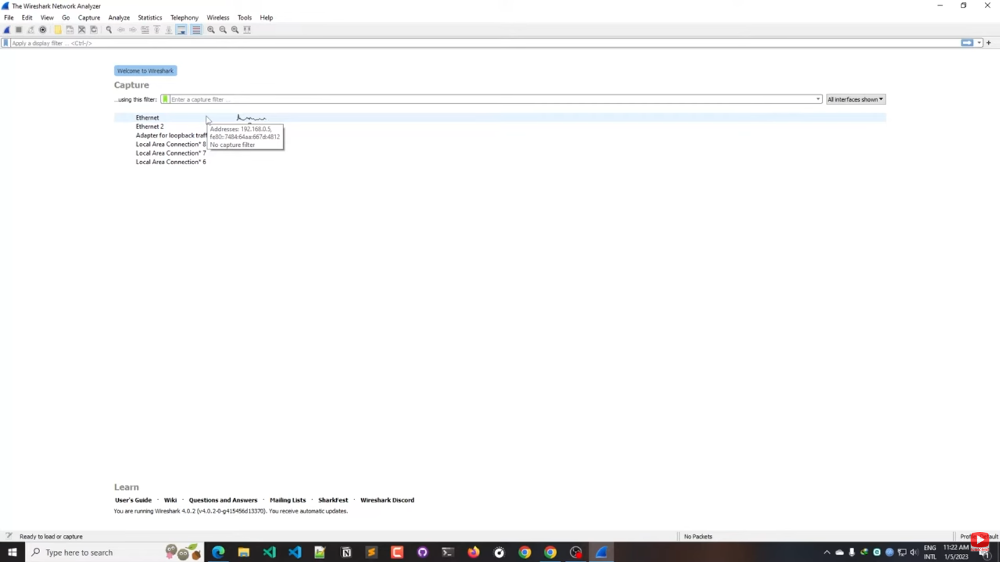 The Wireshark Network Analyzer
File Edit View Go Capture Analyze Statistics Telephony Wireless Tools Help
Apply a display filter ... <Ctrl-/>
Welcome to Wireshark
Capture
...using this filter: Enter a capture filter ... All interfaces shown
Ethernet
Ethernet 2
Adapter for loopback traff
Local Area Connection* 8
Local Area Connection* 7
Local Area Connection* 6
Addresses: 192.168.0.5,
fe80::7484:64aa:667d:4812
No capture filter
Learn
User's Guide · Wiki · Questions and Answers · Mailing Lists · SharkFest · Wireshark Discord
You are running Wireshark 4.0.2 (v4.0.2-0-g415456d13370). You receive automatic updates.
Ready to load or capture No Packets
Type here to search
ENG 11:22 AM
INTL 1/5/2023